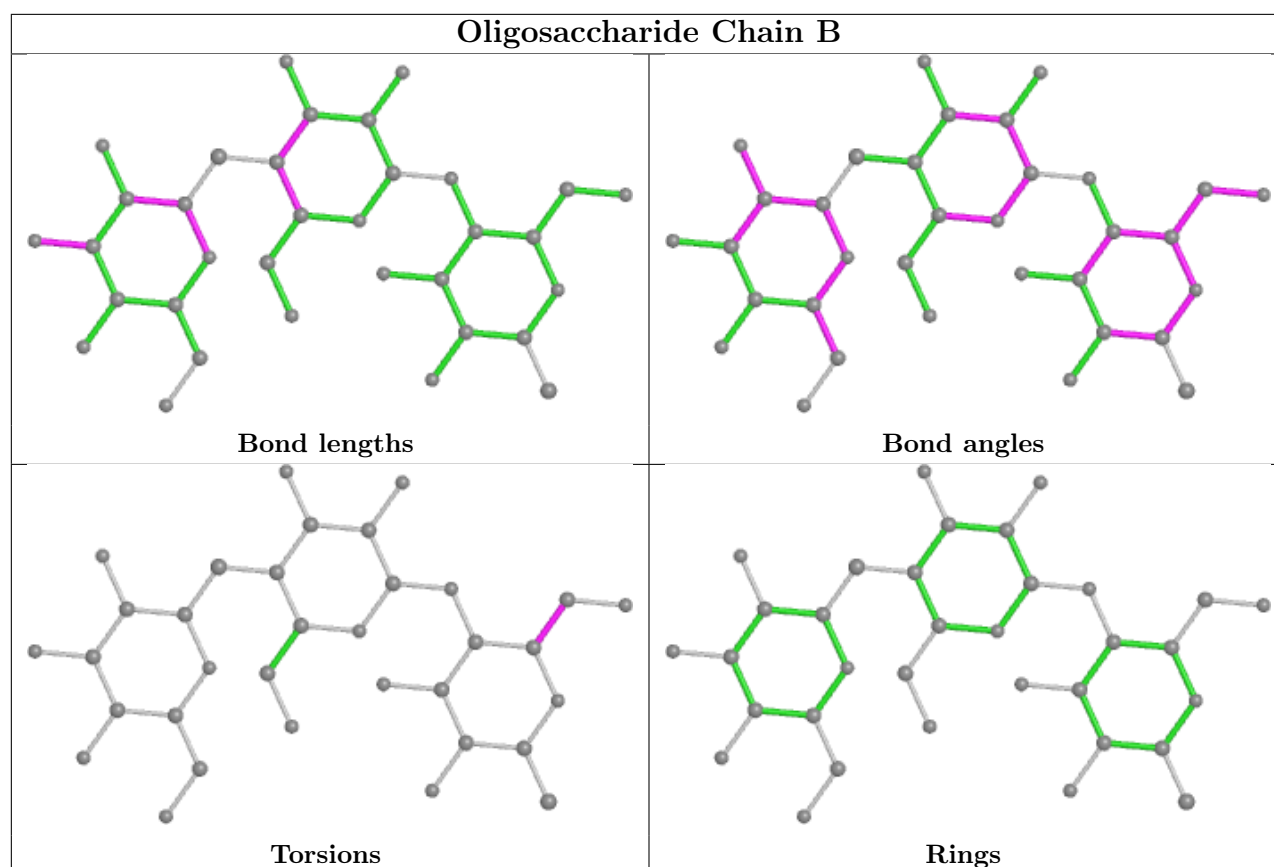 Oligosaccharide Chain B
Bond lengths
Bond angles
Torsions
Rings